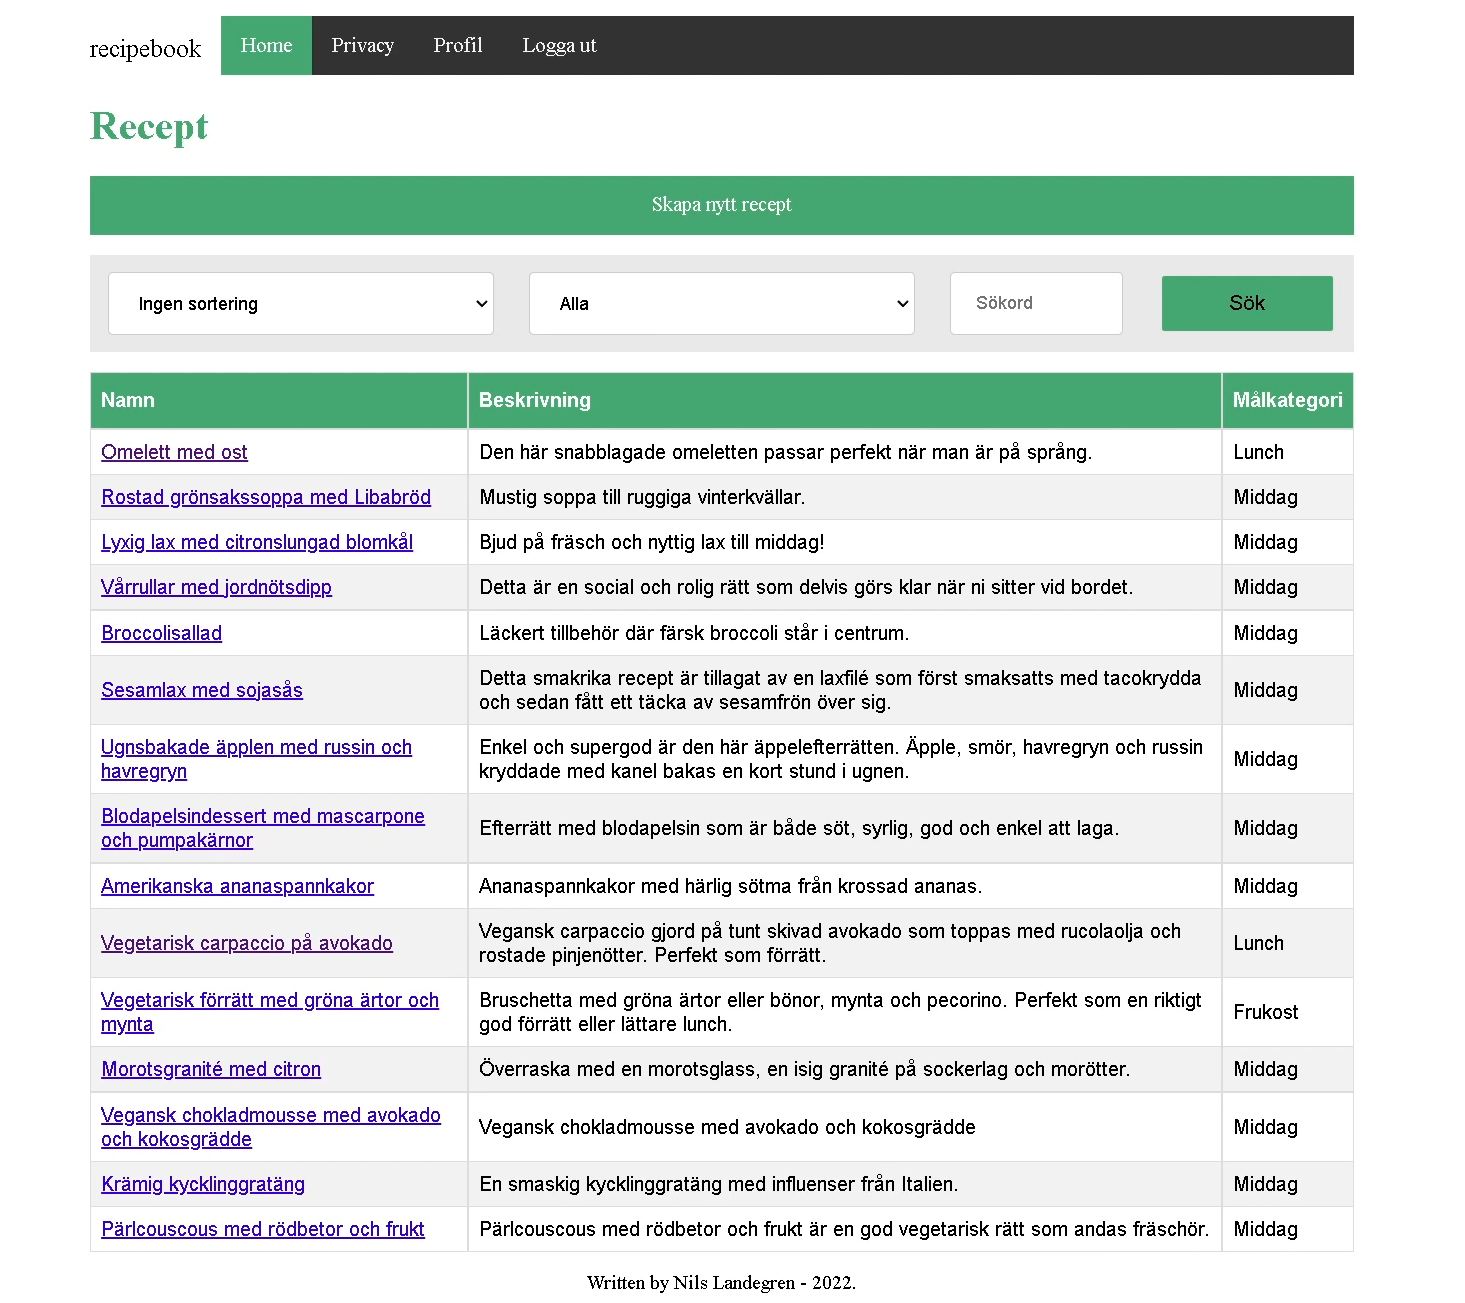 recipebook Home Privacy Profil Logga ut
Recept
Skapa nytt recept
Ingen sortering Alla Sökord Sök
Namn Beskrivning Målkategori
Omelett med ost Den här snabblagade omeletten passar perfekt när man är på språng. Lunch
Rostad grönsakssoppa med Libabröd Mustig soppa till ruggiga vinterkvällar. Middag
Lyxig lax med citronslungad blomkål Bjud på fräsch och nyttig lax till middag! Middag
Vårrullar med jordnötsdipp Detta är en social och rolig rätt som delvis görs klar när ni sitter vid bordet. Middag
Broccolisallad Läckert tillbehör där färsk broccoli står i centrum. Middag
Sesamlax med sojasås
Detta smakrika recept är tillagat av en laxfilé som först smaksatts med tacokrydda
och sedan fått ett täcka av sesamfrön över sig.
Middag
Ugnsbakade äpplen med russin och
havregryn
Enkel och supergod är den här äppelefterrätten. Äpple, smör, havregryn och russin
kryddade med kanel bakas en kort stund i ugnen.
Middag
Blodapelsindessert med mascarpone
och pumpakärnor
Efterrätt med blodapelsin som är både söt, syrlig, god och enkel att laga.
Middag
Amerikanska ananaspannkakor Ananaspannkakor med härlig sötma från krossad ananas. Middag
Vegetarisk carpaccio på avokado
Vegansk carpaccio gjord på tunt skivad avokado som toppas med rucolaolja och
rostade pinjenötter. Perfekt som förrätt.
Lunch
Vegetarisk förrätt med gröna ärtor och
mynta
Bruschetta med gröna ärtor eller bönor, mynta och pecorino. Perfekt som en riktigt
god förrätt eller lättare lunch.
Frukost
Morotsgranité med citron Överraska med en morotsglass, en isig granité på sockerlag och morötter. Middag
Vegansk chokladmousse med avokado
och kokosgrädde
Vegansk chokladmousse med avokado och kokosgrädde
Middag
Krämig kycklinggratäng En smaskig kycklinggratäng med influenser från Italien. Middag
Pärlcouscous med rödbetor och frukt Pärlcouscous med rödbetor och frukt är en god vegetarisk rätt som andas fräschör. Middag
Written by Nils Landegren - 2022.